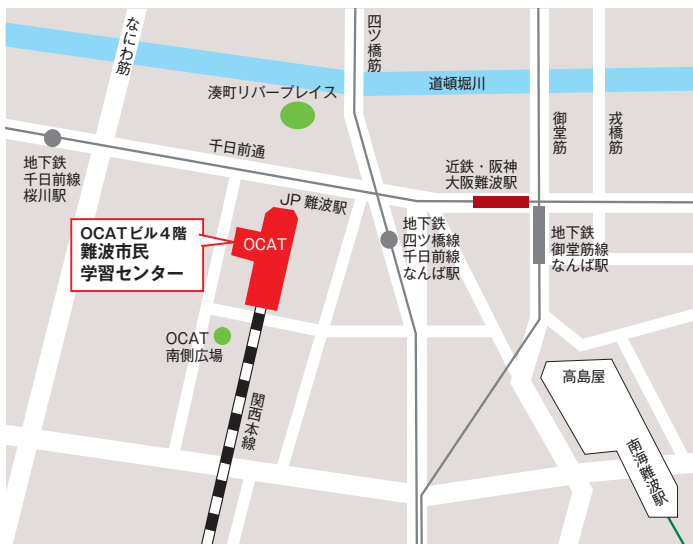 なにわ筋
四ツ橋筋
道頓堀川
湊町リバープレイス
御堂筋
戎橋筋
千日前通
地下鉄
千日前線
桜川駅
近鉄・阪神
大阪難波駅
JP 難波駅
OCATビル4階
難波市民
学習センター
OCAT
地下鉄
四ツ橋線
千日前線
なんば駅
地下鉄
御堂筋線
なんば駅
OCAT
南側広場
高島屋
関西本線
南海難波駅